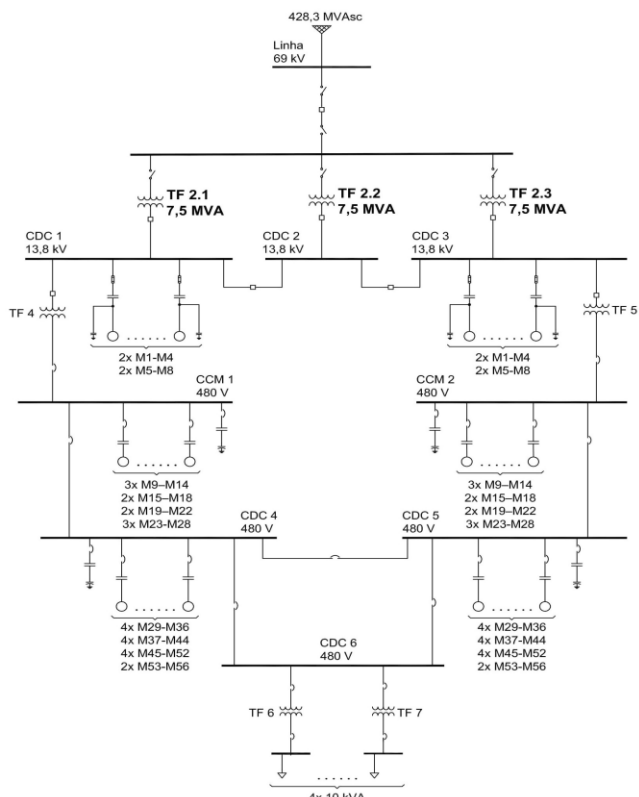 428,3 MVAsc
Linha
69 kV
TF 2.1
7,5 MVA
TF 2.2
7,5 MVA
TF 2.3
7,5 MVA
CDC 1
13,8 kV
CDC 2
13,8 kV
CDC 3
13,8 kV
TF 4
TF 5
2x M1-M4
2x M5-M8
2x M1-M4
2x M5-M8
CCM 1
480 V
CCM 2
480 V
3x M9–M14
2x M15–M18
2x M19–M22
3x M23-M28
3x M9–M14
2x M15–M18
2x M19–M22
3x M23-M28
CDC 4
480 V
CDC 5
480 V
4x M29-M36
4x M37-M44
4x M45-M52
2x M53-M56
4x M29-M36
4x M37-M44
4x M45-M52
2x M53-M56
CDC 6
480 V
TF 6
TF 7
4x 10 kVA